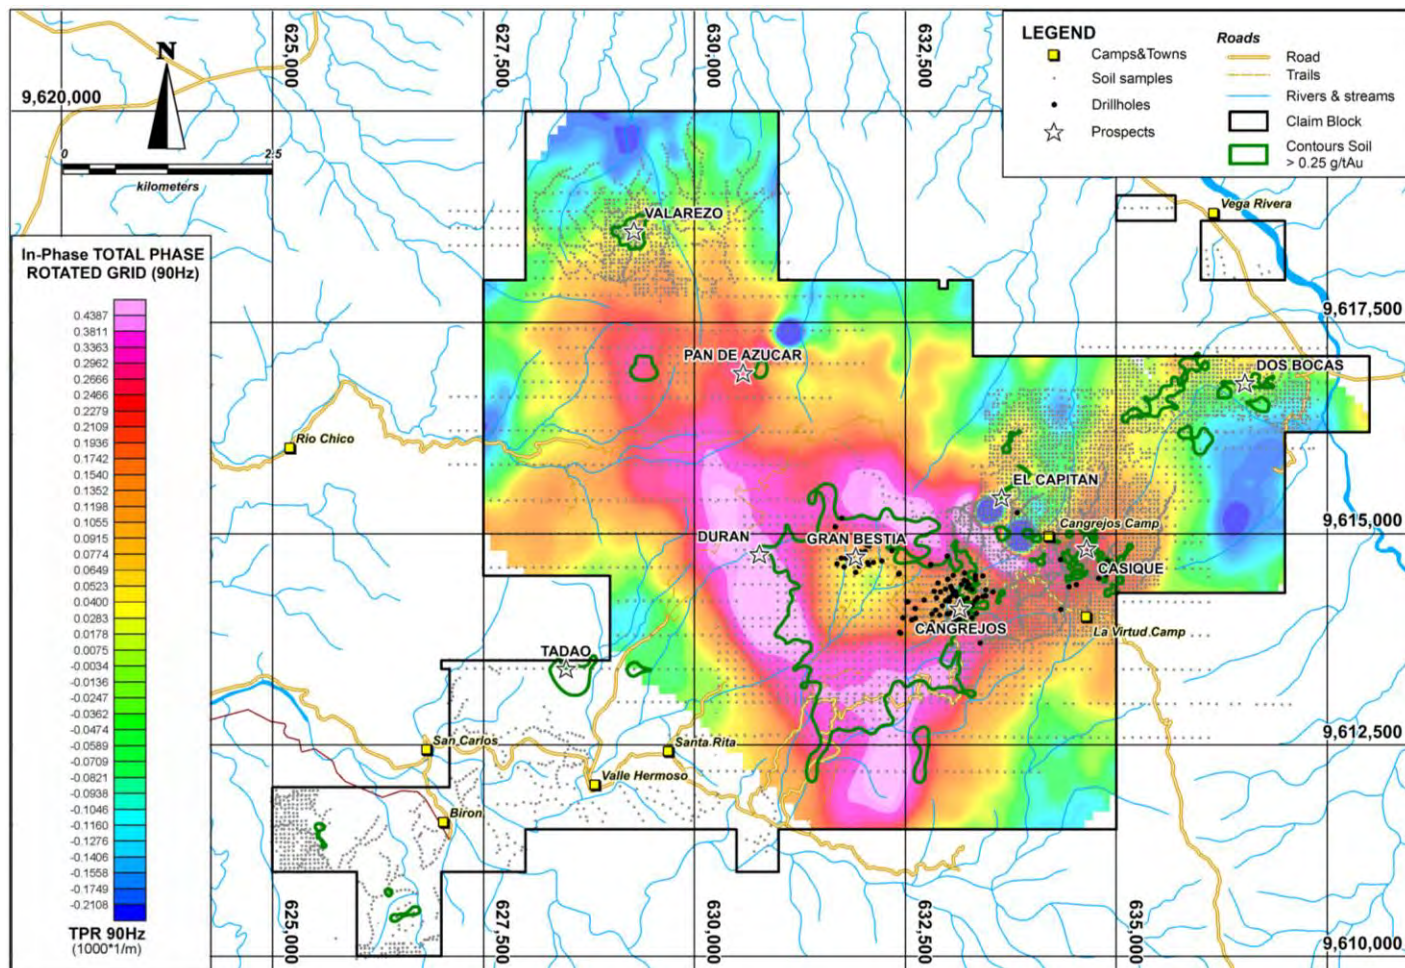 N
9,620,000
0 2.5
kilometers
625,000
627,500
630,000
632,500
LEGEND
Camps&Towns
Soil samples
Drillholes
Prospects
Roads
Road
Trails
Rivers & streams
Claim Block
Contours Soil
> 0.25 g/tAu
In-Phase TOTAL PHASE
ROTATED GRID (90Hz)
0.4387
0.3811
0.3363
0.2962
0.2666
0.2466
0.2279
0.2109
0.1936
0.1742
0.1540
0.1352
0.1198
0.1055
0.0915
0.0774
0.0649
0.0523
0.0400
0.0283
0.0178
0.0075
-0.0034
-0.0136
-0.0247
-0.0362
-0.0474
-0.0589
-0.0709
-0.0821
-0.0938
-0.1046
-0.1160
-0.1276
-0.1406
-0.1558
-0.1749
-0.2108
TPR 90Hz
(1000*1/m)
VALAREZO
Vega Rivera
9,617,500
PAN DE AZUCAR
DOS BOCAS
Rio Chico
EL CAPITAN
Cangrejos Camp
9,615,000
DURAN
GRAN BESTIA
CASIQUE
CANGREJOS
La Virtud Camp
TADAO
San Carlos
Santa Rita
9,612,500
Valle Hermoso
Biron
625,000
627,500
630,000
632,500
635,000
9,610,000